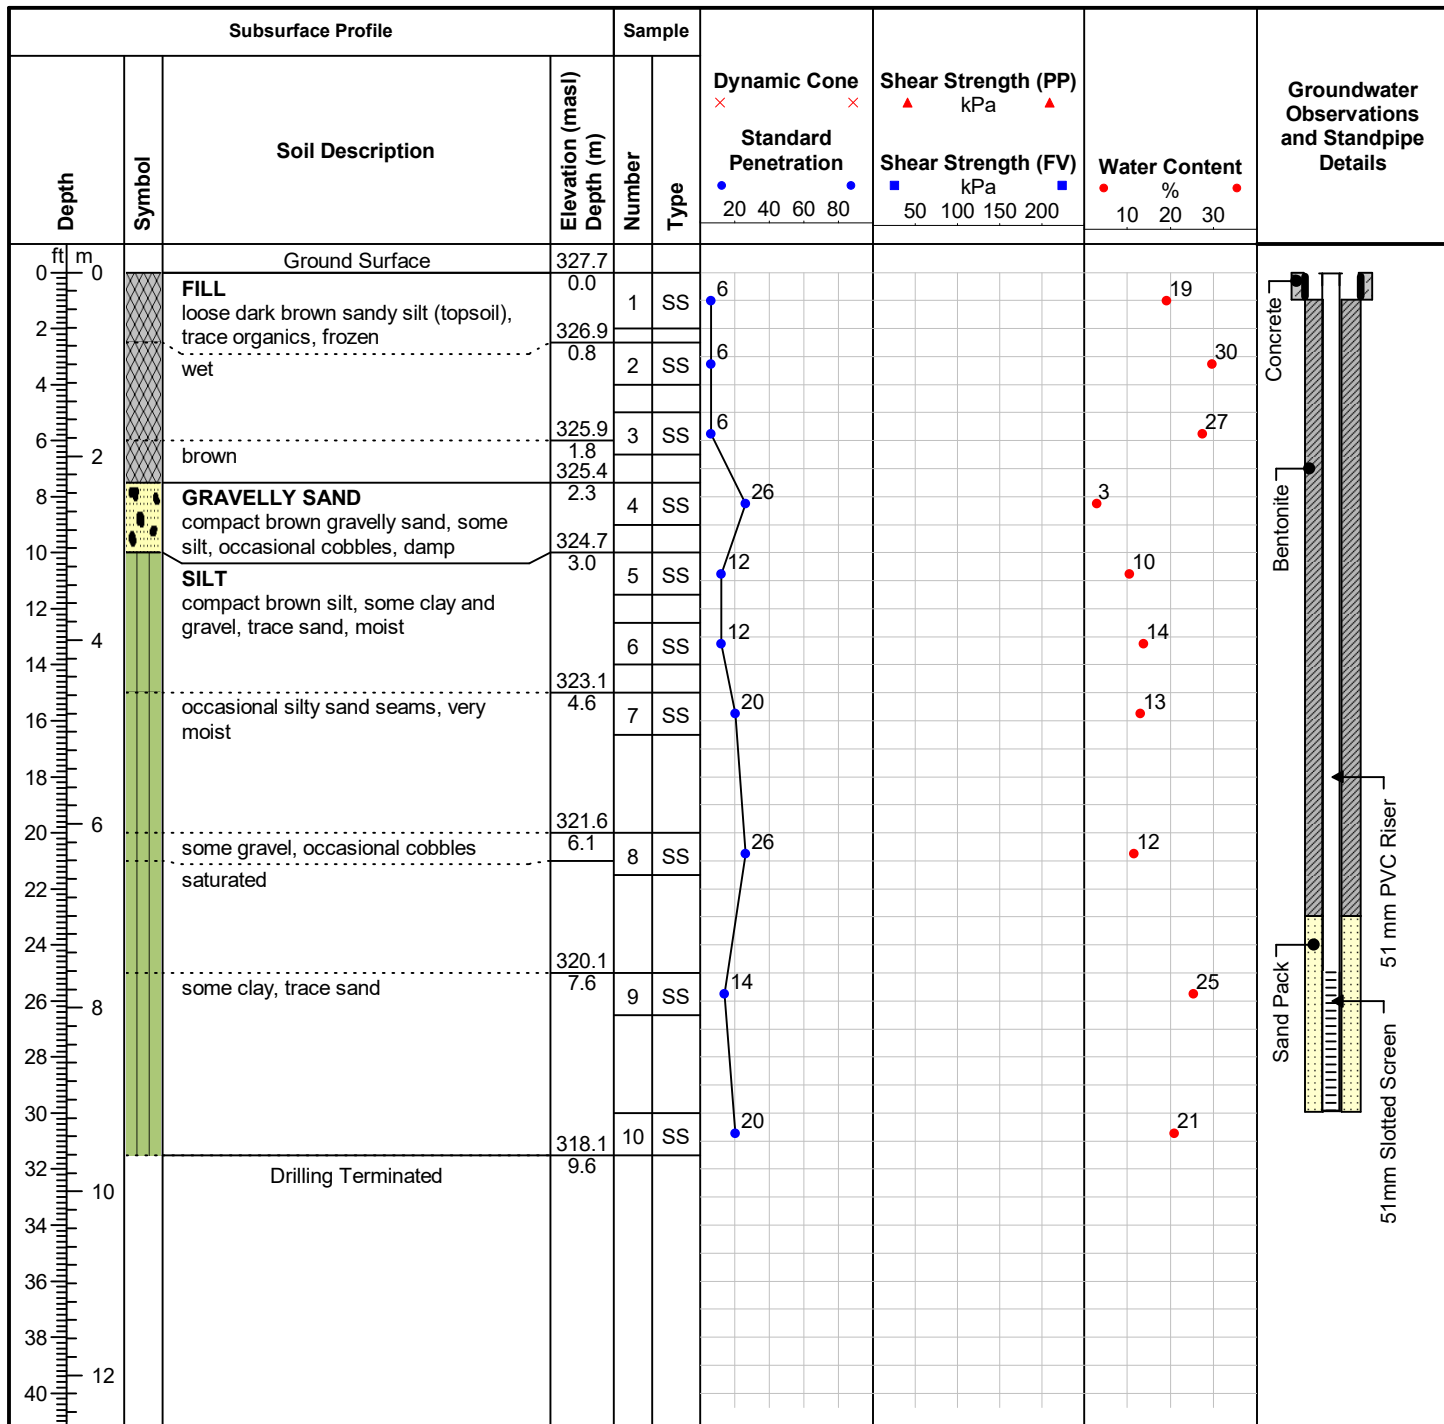 Subsurface Profile
Sample
Depth
Symbol
Soil Description
Elevation (masl)
Depth (m)
Number
Type
Dynamic Cone
Standard
Penetration
20 40 60 80
Shear Strength (PP)
kPa
Shear Strength (FV)
kPa
50 100 150 200
Water Content
%
10 20 30
Groundwater
Observations
and Standpipe
Details
ft m
Ground Surface 327.7
0 0
0.0
FILL
loose dark brown sandy silt (topsoil),
trace organics, frozen
1 SS 6 19
2
326.9
0.8
wet
2 SS 6 30
4
325.9
3 SS 6 27
6
1.8
brown
2
325.4
2.3
GRAVELLY SAND
compact brown gravelly sand, some
silt, occasional cobbles, damp
8
4 SS 26 3
324.7
10
3.0
SILT
compact brown silt, some clay and
gravel, trace sand, moist
5 SS 12 10
12
4
6 SS 12 14
14
323.1
4.6
occasional silty sand seams, very
moist
16
7 SS 20 13
18
321.6
6
20
6.1
some gravel, occasional cobbles
8 SS 26 12
saturated
22
24
320.1
7.6
some clay, trace sand
9 SS 14 25
26
8
28
30
318.1
10 SS 20 21
9.6
Drilling Terminated
32
10
34
36
38
12
40
Concrete
Bentonite
51 mm PVC Riser
Sand Pack
51mm Slotted Screen